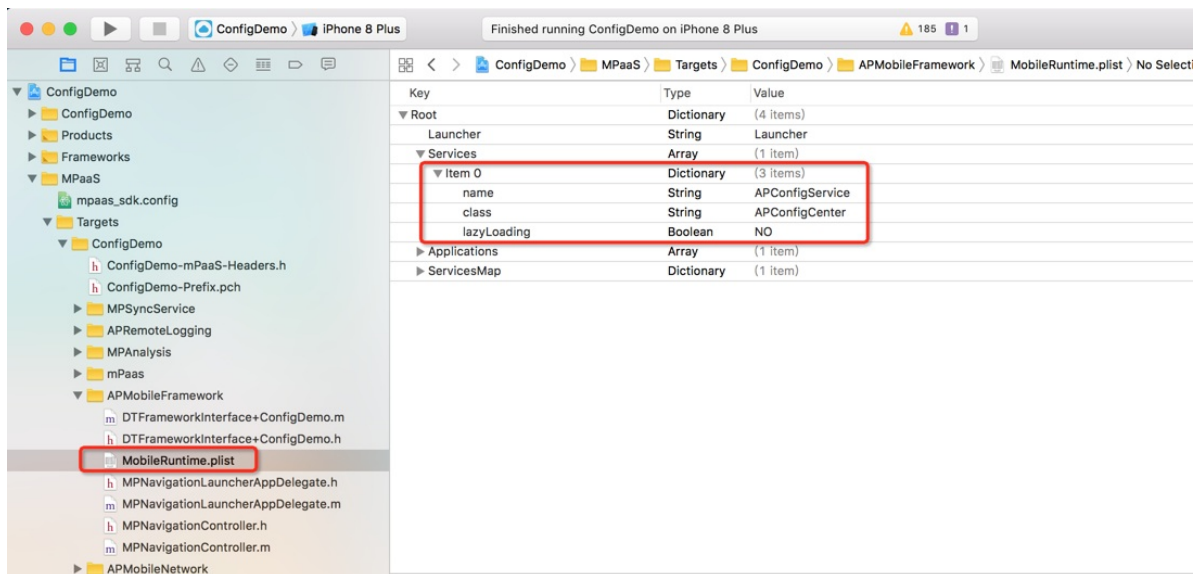 ConfigDemo 〉 iPhone 8 Plus
Finished running ConfigDemo on iPhone 8 Plus
185 1
ConfigDemo 〉 MPaaS 〉 Targets 〉 ConfigDemo 〉 APMobileFramework 〉 MobileRuntime.plist 〉 No Selecti
ConfigDemo
ConfigDemo
Products
Frameworks
MPaaS
mpaas_sdk.config
Targets
ConfigDemo
h ConfigDemo-mPaaS-Headers.h
h ConfigDemo-Prefix.pch
MPSyncService
APRemoteLogging
MPAnalysis
mPaas
APMobileFramework
m DTFrameworkInterface+ConfigDemo.m
h DTFrameworkInterface+ConfigDemo.h
MobileRuntime.plist
h MPNavigationLauncherAppDelegate.h
m MPNavigationLauncherAppDelegate.m
h MPNavigationController.h
m MPNavigationController.m
APMobileNetwork
Key Type Value
Root Dictionary (4 items)
Launcher String Launcher
Services Array (1 item)
Item 0 Dictionary (3 items)
name String APConfigService
class String APConfigCenter
lazyLoading Boolean NO
Applications Array (1 item)
ServicesMap Dictionary (1 item)